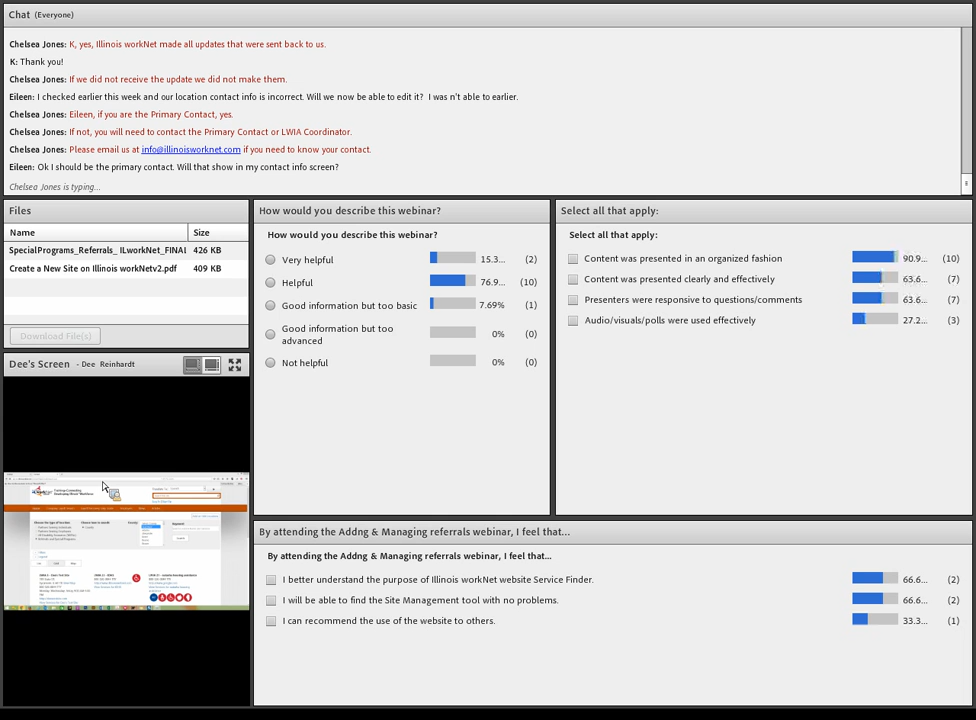 Chat (Everyone)
Chelsea Jones: K, yes, Illinois workNet made all updates that were sent back to us.
K: Thank you!
Chelsea Jones: If we did not receive the update we did not make them.
Eileen: I checked earlier this week and our location contact info is incorrect. Will we now be able to edit it? I was n't able to earlier.
Chelsea Jones: Eileen, if you are the Primary Contact, yes.
Chelsea Jones: If not, you will need to contact the Primary Contact or LWIA Coordinator.
Chelsea Jones: Please email us at info@illinoisworknet.com if you need to know your contact.
Eileen: Ok I should be the primary contact. Will that show in my contact info screen?
Chelsea Jones is typing...
Files
Name Size
SpecialPrograms_Referrals_ ILworkNet_FINAL 426 KB
Create a New Site on Illinois workNetv2.pdf 409 KB
Download File(s)
Dee's Screen - Dee Reinhardt
How would you describe this webinar?
How would you describe this webinar?
Very helpful 15.3... (2)
Helpful 76.9... (10)
Good information but too basic 7.69% (1)
Good information but too
advanced 0% (0)
Not helpful 0% (0)
Select all that apply:
Select all that apply:
Content was presented in an organized fashion 90.9... (10)
Content was presented clearly and effectively 63.6... (7)
Presenters were responsive to questions/comments 63.6... (7)
Audio/visuals/polls were used effectively 27.2... (3)
By attending the Addng & Managing referrals webinar, I feel that...
By attending the Addng & Managing referrals webinar, I feel that...
I better understand the purpose of Illinois workNet website Service Finder. 66.6... (2)
I will be able to find the Site Management tool with no problems. 66.6... (2)
I can recommend the use of the website to others. 33.3... (1)